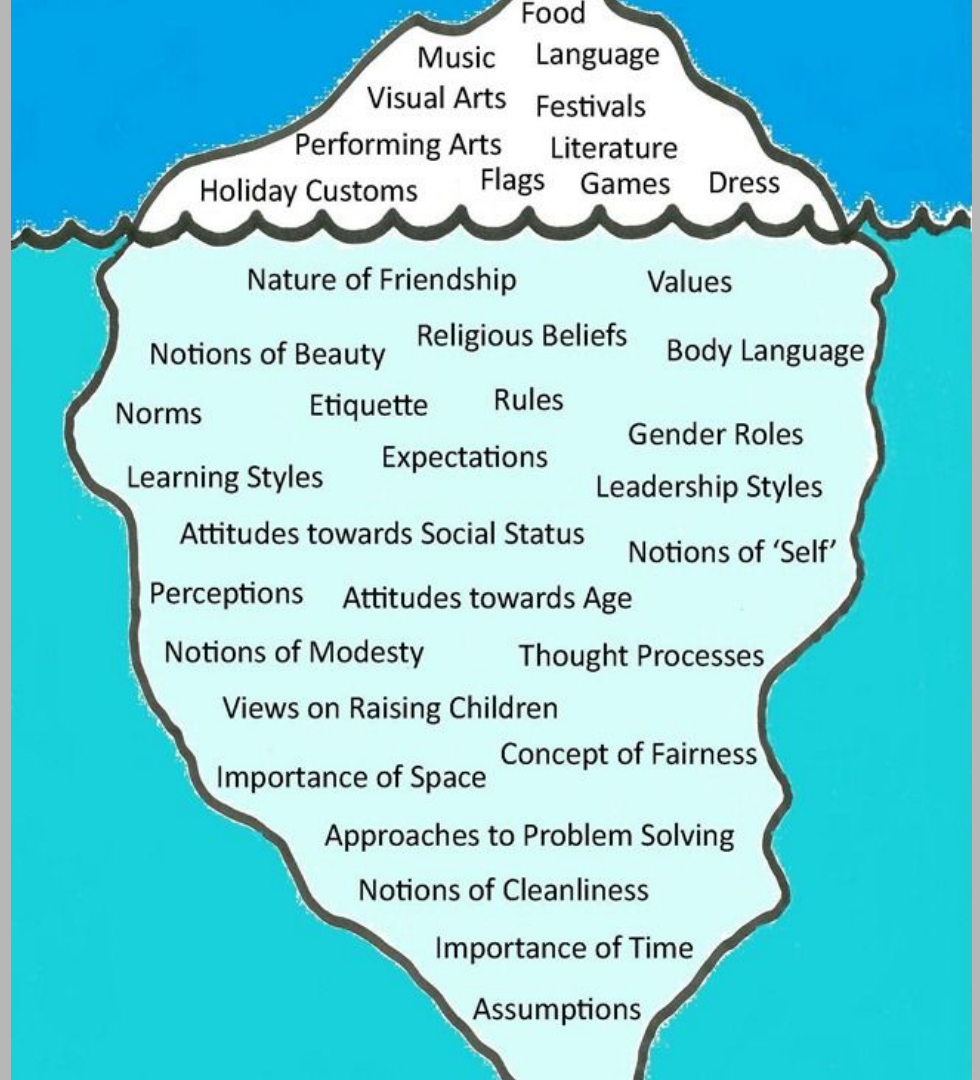 Food
Music
Language
Visual Arts
Festivals
Performing Arts
Literature
Holiday Customs
Flags
Games
Dress
Nature of Friendship
Values
Notions of Beauty
Religious Beliefs
Body Language
Norms
Etiquette
Rules
Gender Roles
Expectations
Learning Styles
Leadership Styles
Attitudes towards Social Status
Notions of ‘Self’
Perceptions
Attitudes towards Age
Notions of Modesty
Thought Processes
Views on Raising Children
Concept of Fairness
Importance of Space
Approaches to Problem Solving
Notions of Cleanliness
Importance of Time
Assumptions